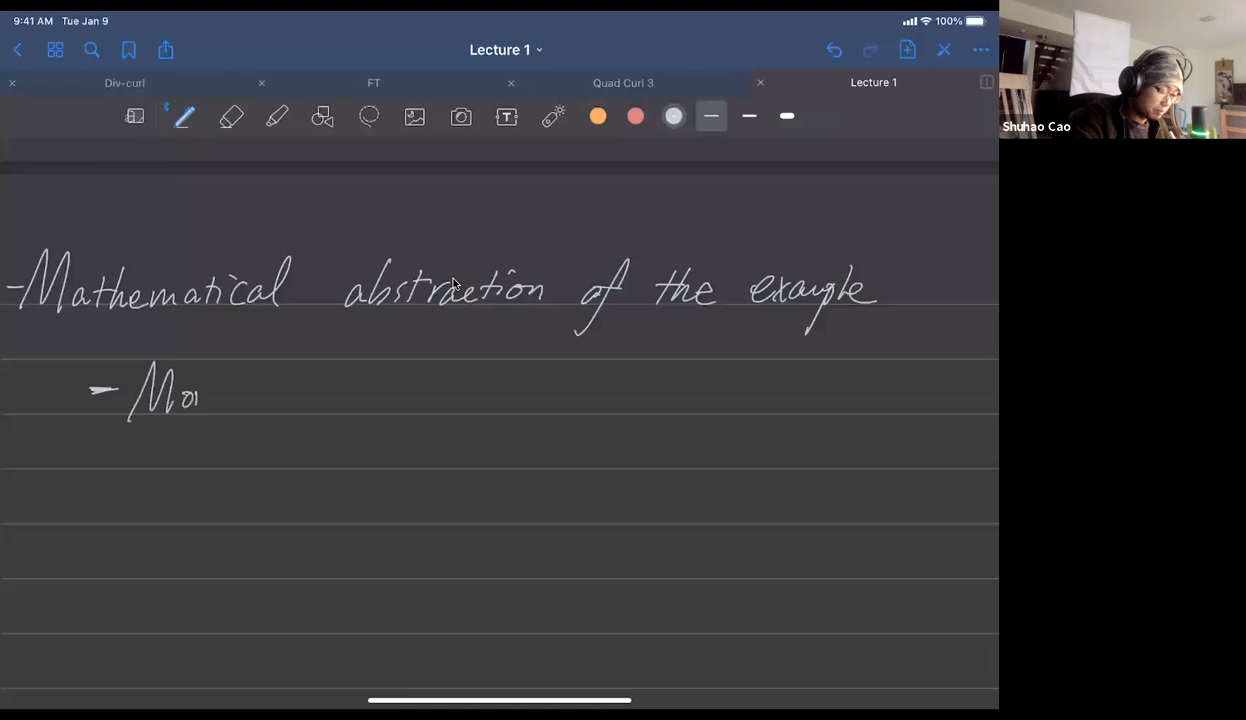 9:41 AM Tue Jan 9
100%
Lecture 1
Div-curl
FT
Quad Curl 3
Lecture 1
Shuhao Cao
-Mathematical abstraction of the example
- Mo